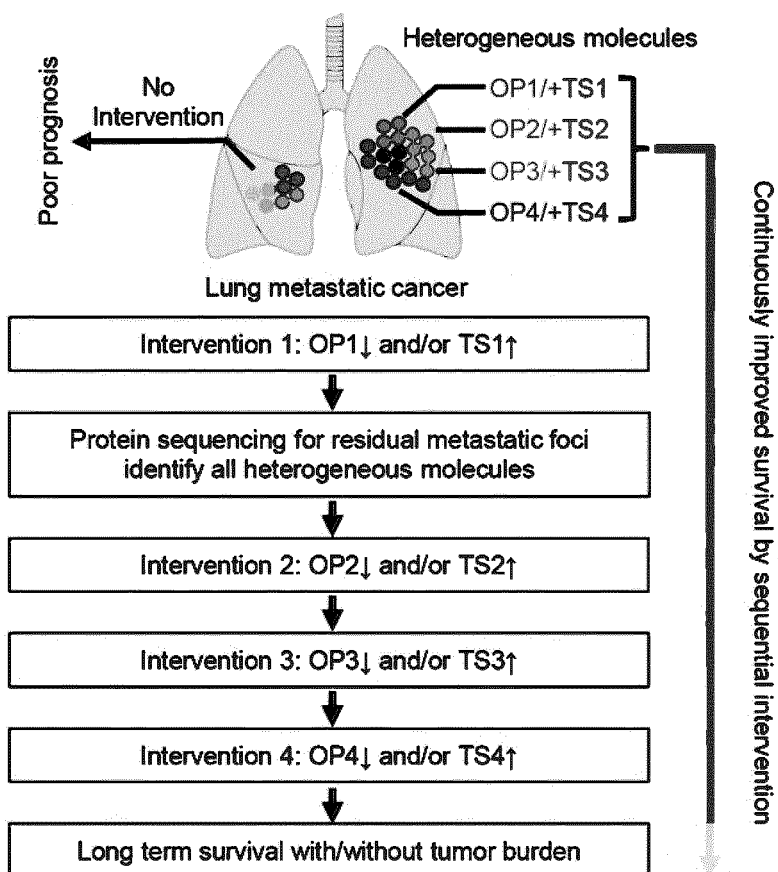 Heterogeneous molecules
No
Intervention
Poor prognosis
OP1/+TS1
OP2/+TS2
OP3/+TS3
OP4/+TS4
Lung metastatic cancer
Intervention 1: OP1↓ and/or TS1↑
Protein sequencing for residual metastatic foci
identify all heterogeneous molecules
Intervention 2: OP2↓ and/or TS2↑
Intervention 3: OP3↓ and/or TS3↑
Intervention 4: OP4↓ and/or TS4↑
Long term survival with/without tumor burden
Continuously improved survival by sequential intervention